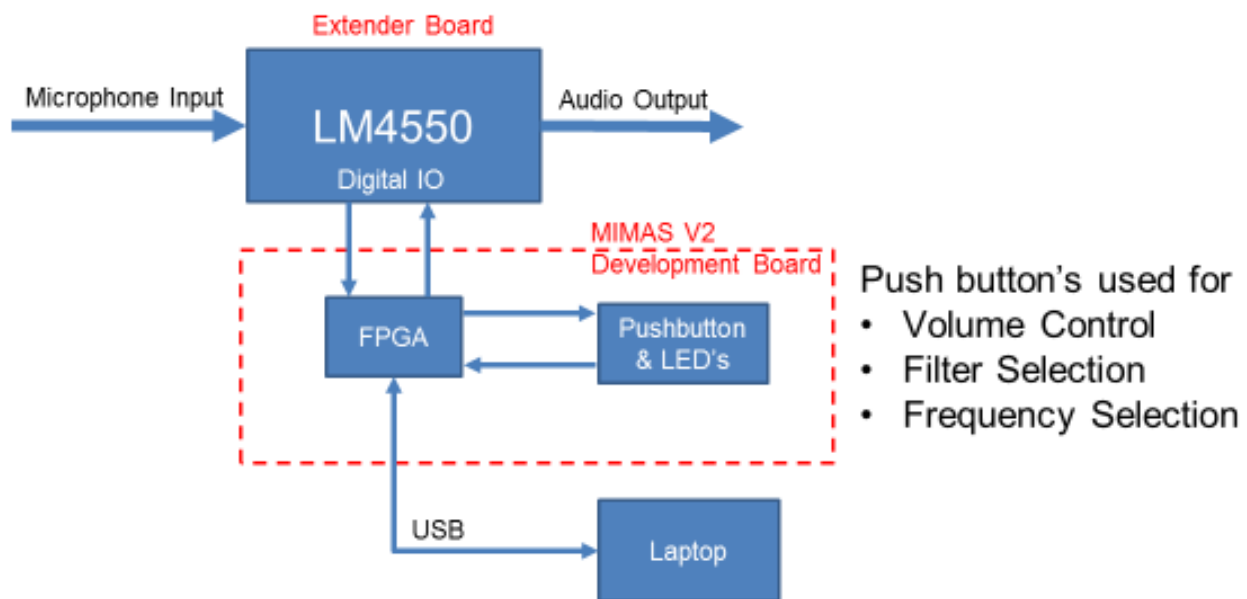 Extender Board
Microphone Input
LM4550
Audio Output
Digital IO
MIMAS V2
Development Board
FPGA
Pushbutton
& LED's
USB
Laptop
Push button's used for
• Volume Control
• Filter Selection
• Frequency Selection